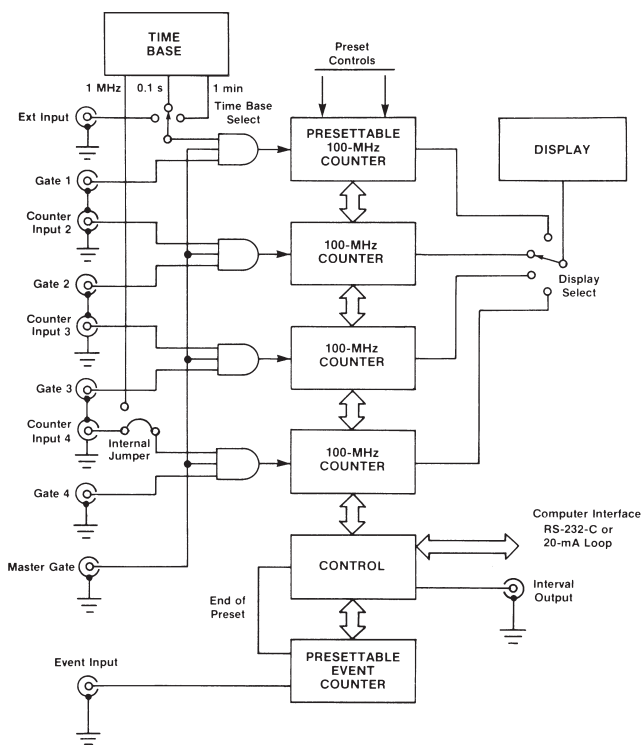 TIME
BASE
1 MHz
0.1 s
1 min
Time Base
Select
Preset
Controls
Ext Input
PRESETTABLE
100-MHz
COUNTER
DISPLAY
Gate 1
Counter
Input 2
100-MHz
COUNTER
Display
Select
Gate 2
Counter
Input 3
100-MHz
COUNTER
Gate 3
Counter
Input 4
Internal
Jumper
100-MHz
COUNTER
Gate 4
Computer Interface
RS-232-C or
20-mA Loop
Master Gate
CONTROL
Interval
Output
End of
Preset
Event Input
PRESETTABLE
EVENT
COUNTER